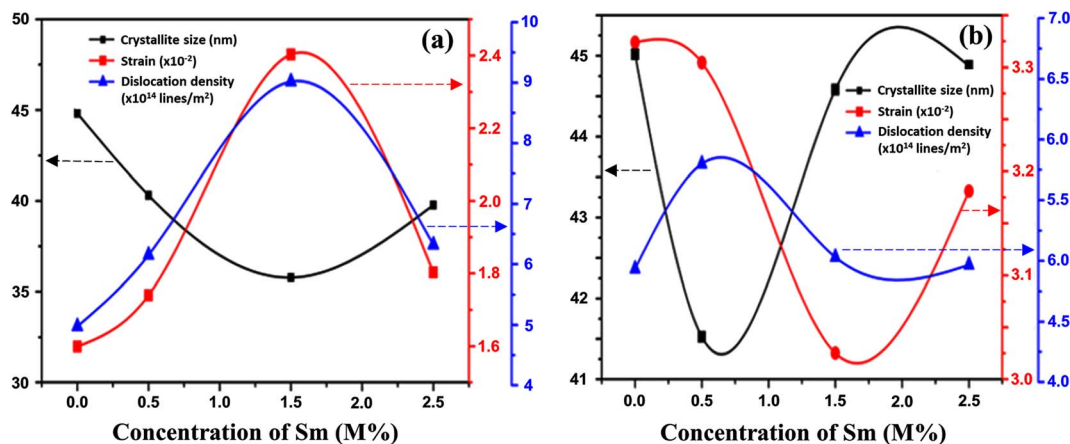 (a)
50
45
40
35
30
Crystallite size (nm)
Strain (x10⁻²)
Dislocation density
(x10¹⁴ lines/m²)
2.4
2.2
2.0
1.8
1.6
10
9
8
7
6
5
4
0.0 0.5 1.0 1.5 2.0 2.5
Concentration of Sm (M%)
(b)
45
44
43
42
41
Crystallite size (nm)
Strain (x10⁻²)
Dislocation density
(x10¹⁴ lines/m²)
3.3
3.2
3.1
3.0
7.0
6.5
6.0
5.5
5.0
4.5
4.0
0.0 0.5 1.0 1.5 2.0 2.5
Concentration of Sm (M%)